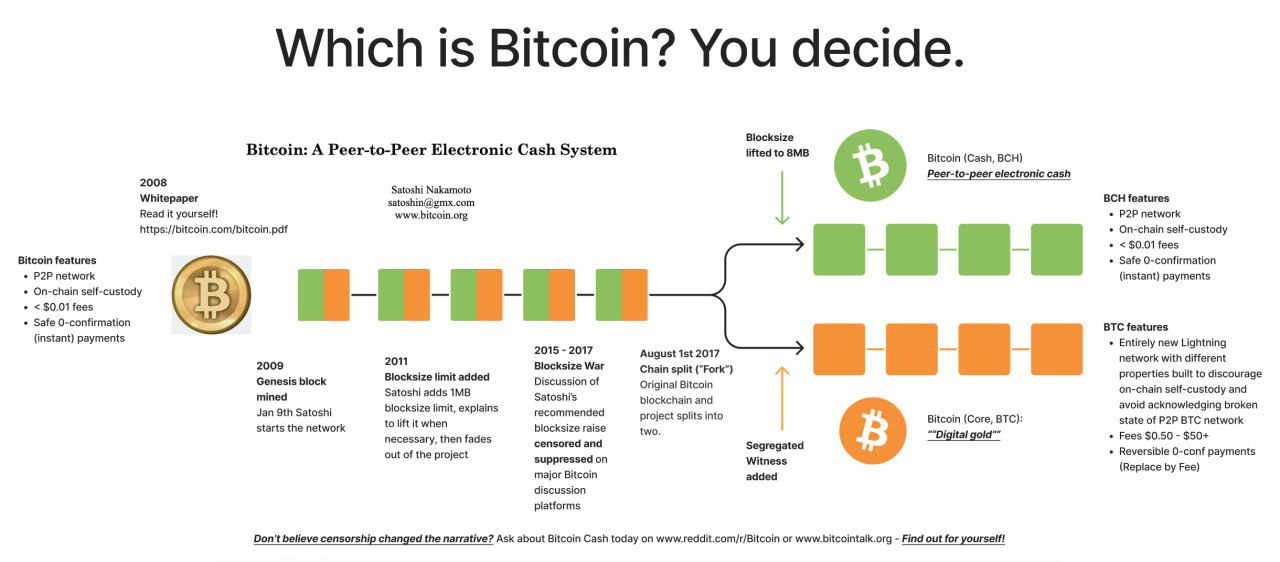 Which is Bitcoin? You decide.
Bitcoin: A Peer-to-Peer Electronic Cash System
Satoshi Nakamoto
satoshin@gmx.com
www.bitcoin.org
2008
Whitepaper
Read it yourself!
https://bitcoin.com/bitcoin.pdf
Bitcoin features
• P2P network
• On-chain self-custody
• < $0.01 fees
• Safe 0-confirmation
(instant) payments
2009
Genesis block
mined
Jan 9th Satoshi
starts the network
2011
Blocksize limit added
Satoshi adds 1MB
blocksize limit, explains
to lift it when
necessary, then fades
out of the project
2015 - 2017
Blocksize War
Discussion of
Satoshi's
recommended
blocksize raise
censored and
suppressed on
major Bitcoin
discussion
platforms
August 1st 2017
Chain split ("Fork")
Original Bitcoin
blockchain and
project splits into
two.
Blocksize
lifted to 8MB
Bitcoin (Cash, BCH)
Peer-to-peer electronic cash
BCH features
• P2P network
• On-chain self-custody
• < $0.01 fees
• Safe 0-confirmation
(instant) payments
Segregated
Witness
added
Bitcoin (Core, BTC):
""Digital gold""
BTC features
• Entirely new Lightning
network with different
properties built to discourage
on-chain self-custody and
avoid acknowledging broken
state of P2P BTC network
• Fees $0.50 - $50+
• Reversible 0-conf payments
(Replace by Fee)
Don't believe censorship changed the narrative? Ask about Bitcoin Cash today on www.reddit.com/r/Bitcoin or www.bitcointalk.org - Find out for yourself!